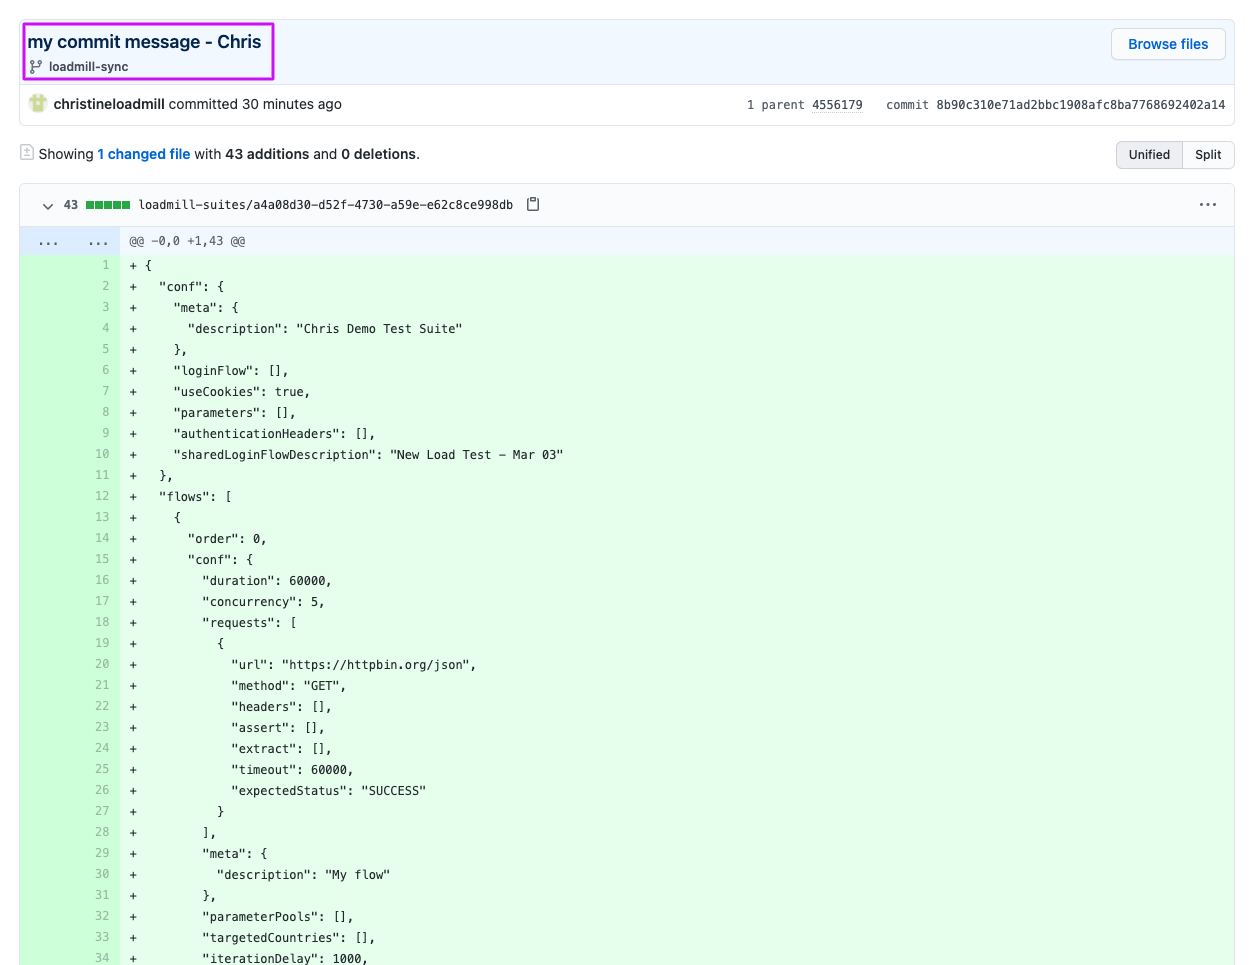 my commit message - Chris
Browse files
loadmill-sync
christineloadmill committed 30 minutes ago
1 parent 4556179 commit 8b90c310e71ad2bbc1908afc8ba7768692402a14
Showing 1 changed file with 43 additions and 0 deletions.
Unified Split
43 loadmill-suites/a4a08d30-d52f-4730-a59e-e62c8ce998db ...
... ... @@ -0,0 +1,43 @@
1 + {
2 + "conf": {
3 + "meta": {
4 + "description": "Chris Demo Test Suite"
5 + },
6 + "loginFlow": [],
7 + "useCookies": true,
8 + "parameters": [],
9 + "authenticationHeaders": [],
10 + "sharedLoginFlowDescription": "New Load Test - Mar 03"
11 + },
12 + "flows": [
13 + {
14 + "order": 0,
15 + "conf": {
16 + "duration": 60000,
17 + "concurrency": 5,
18 + "requests": [
19 + {
20 + "url": "https://httpbin.org/json",
21 + "method": "GET",
22 + "headers": [],
23 + "assert": [],
24 + "extract": [],
25 + "timeout": 60000,
26 + "expectedStatus": "SUCCESS"
27 + }
28 + ],
29 + "meta": {
30 + "description": "My flow"
31 + },
32 + "parameterPools": [],
33 + "targetedCountries": [],
34 + "iterationDelay": 1000,